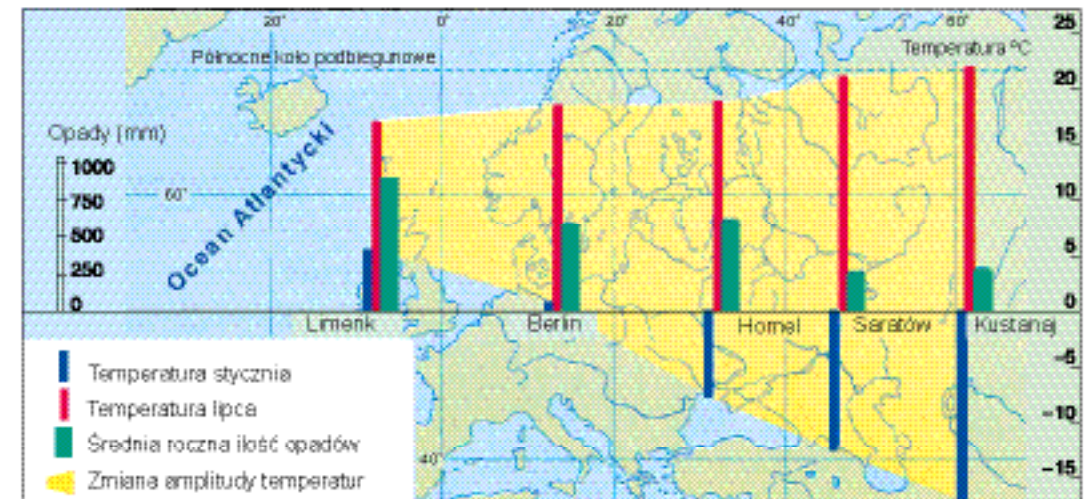 20° 0° 20° 40° 60° 25
Północne koło podbiegunowe
Temperatura °C
20
Opady (mm)
15
1000
750
60°
10
500
5
250
0
0
Ocean Atlantycki
Limerik Berlin Homel Saratów Kustanaj
−5
Temperatura stycznia
−10
Temperatura lipca
Średnia roczna ilość opadów
40°
−15
Zmiana amplitudy temperatur